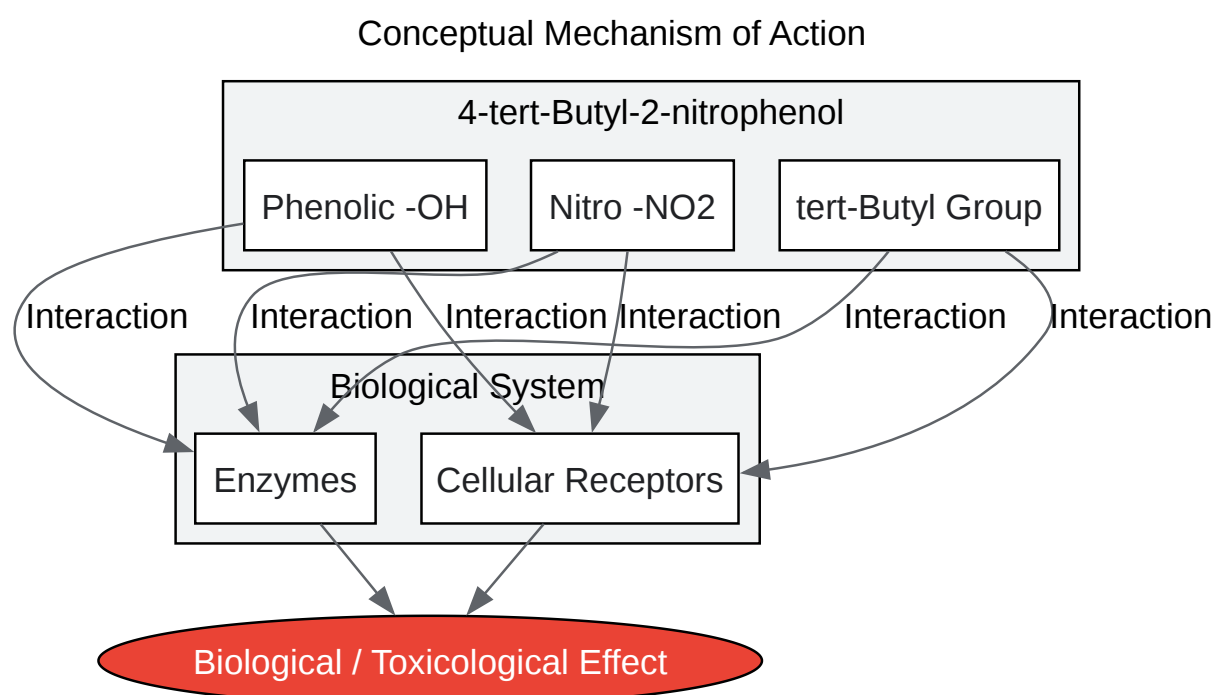 Conceptual Mechanism of Action
4-tert-Butyl-2-nitrophenol
Phenolic -OH
Nitro -NO2
tert-Butyl Group
Interaction
Interaction
Interaction
Interaction
Interaction
Interaction
Biological System
Enzymes
Cellular Receptors
Biological / Toxicological Effect